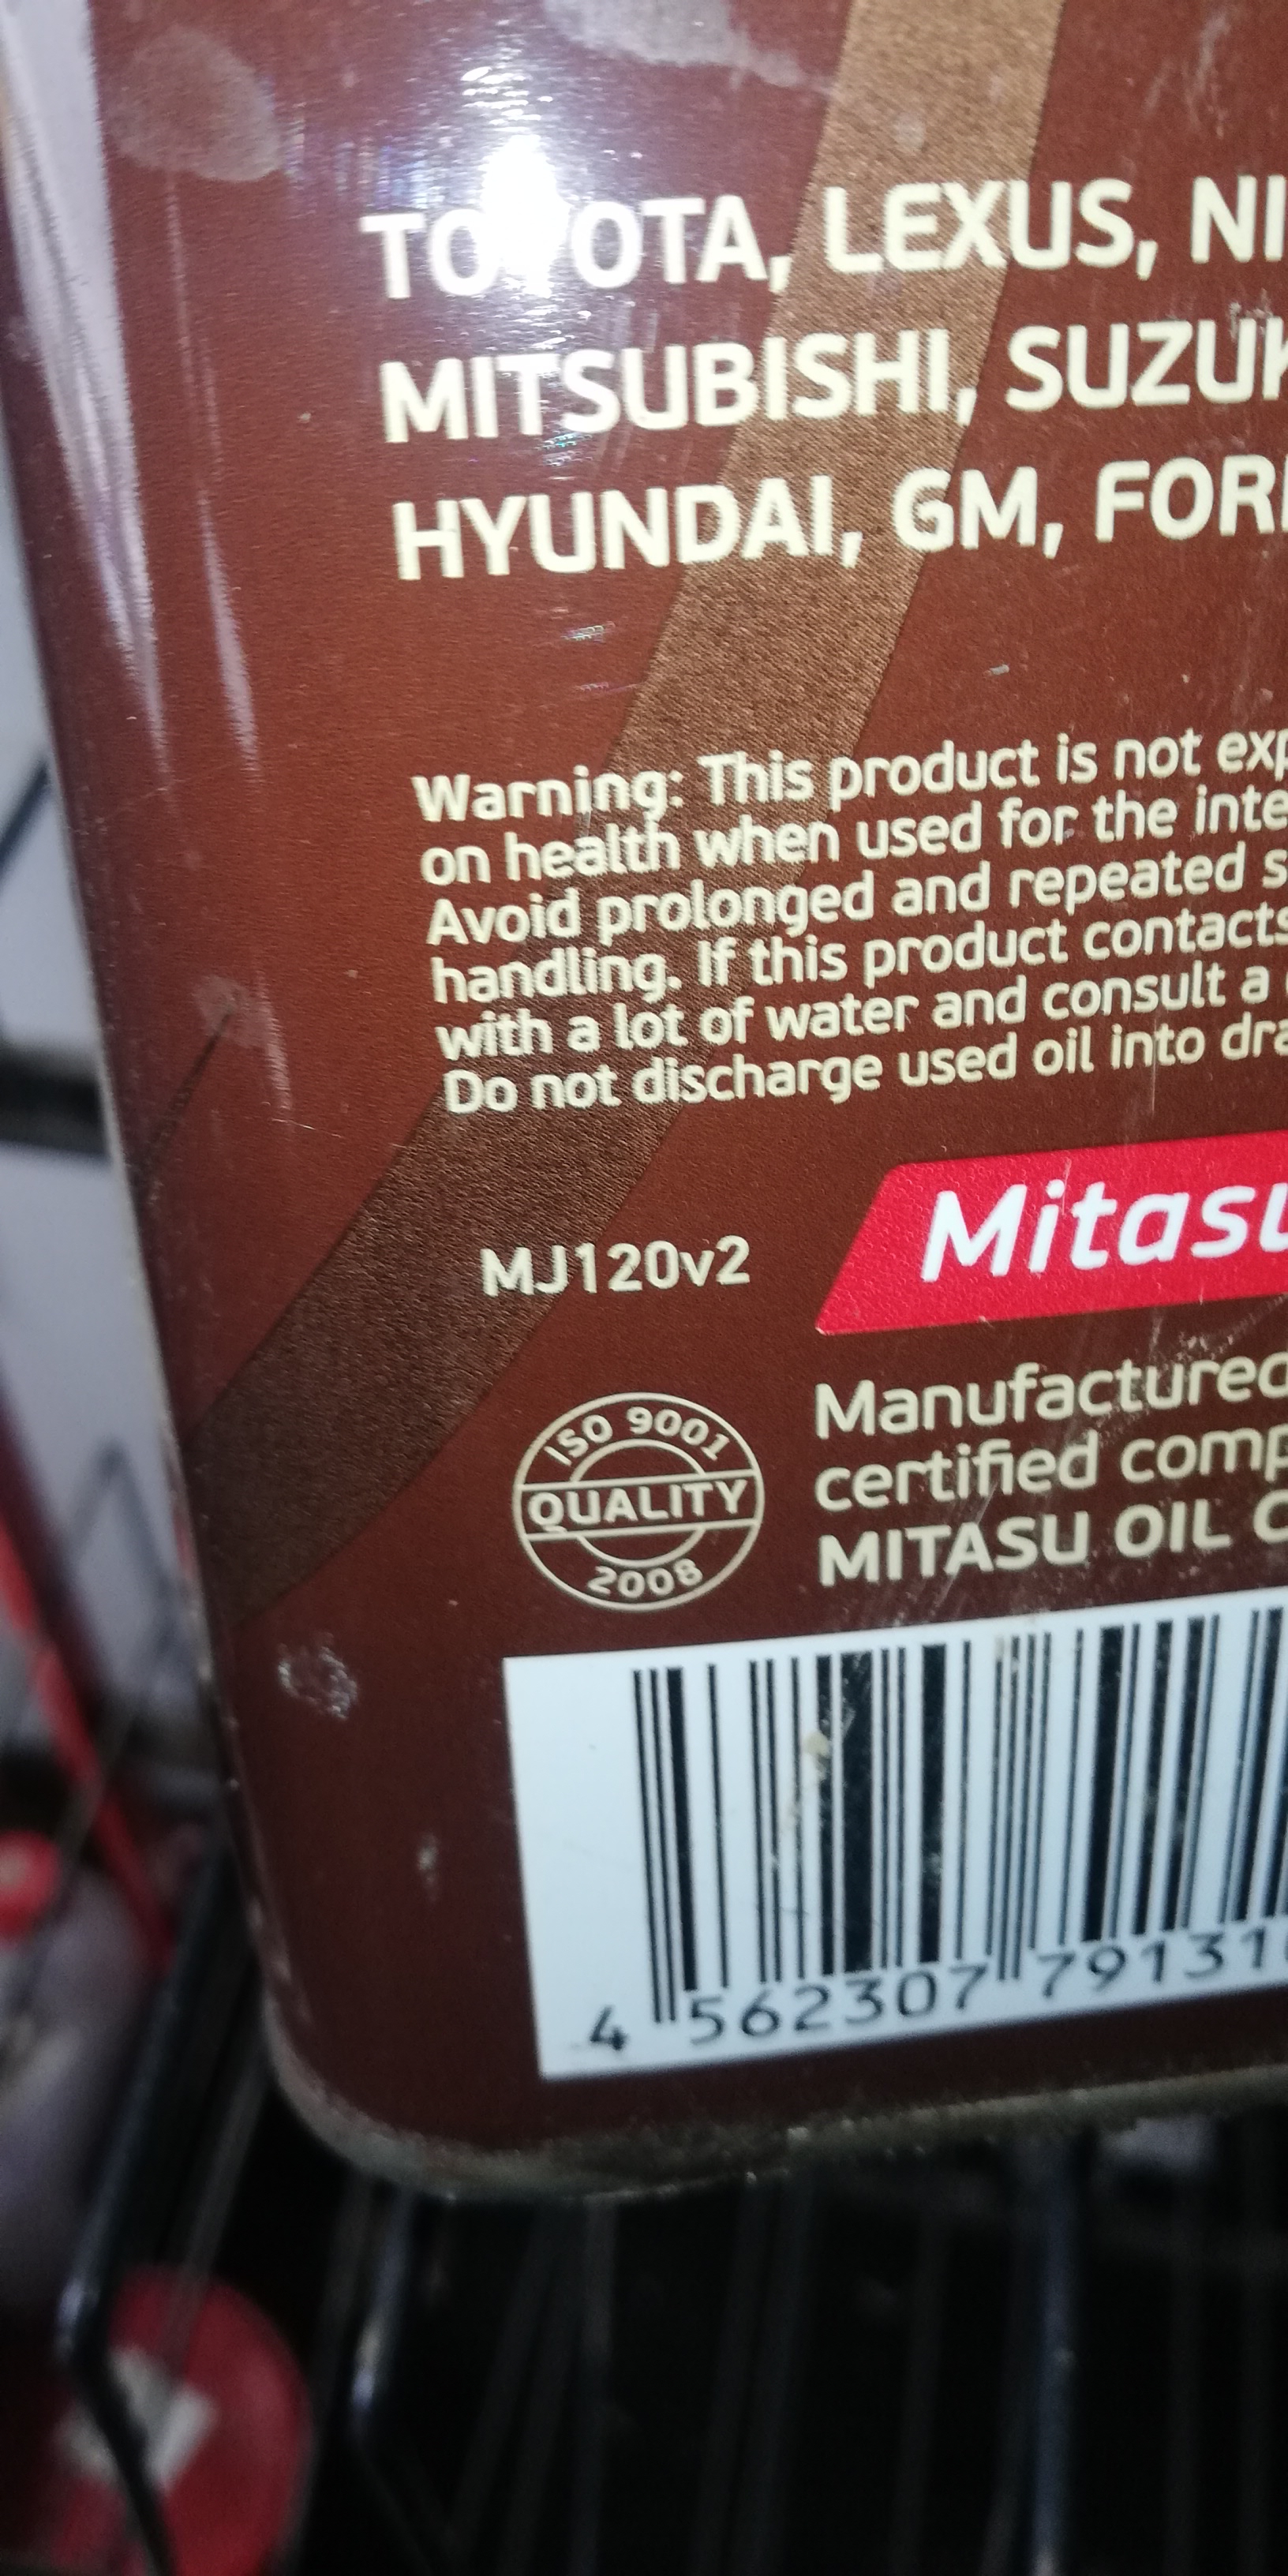 TOYOTA, LEXUS, NI
MITSUBISHI, SUZUK
HYUNDAI, GM, FOR
Warning: This product is not exp
on health when used for the inte
Avoid prolonged and repeated s
handling. If this product contacts
with a lot of water and consult a
Do not discharge used oil into dra
Mitasu
MJ120v2
Manufactured
certified comp
MITASU OIL C
ISO 9001
QUALITY
2008
4 562307 79131